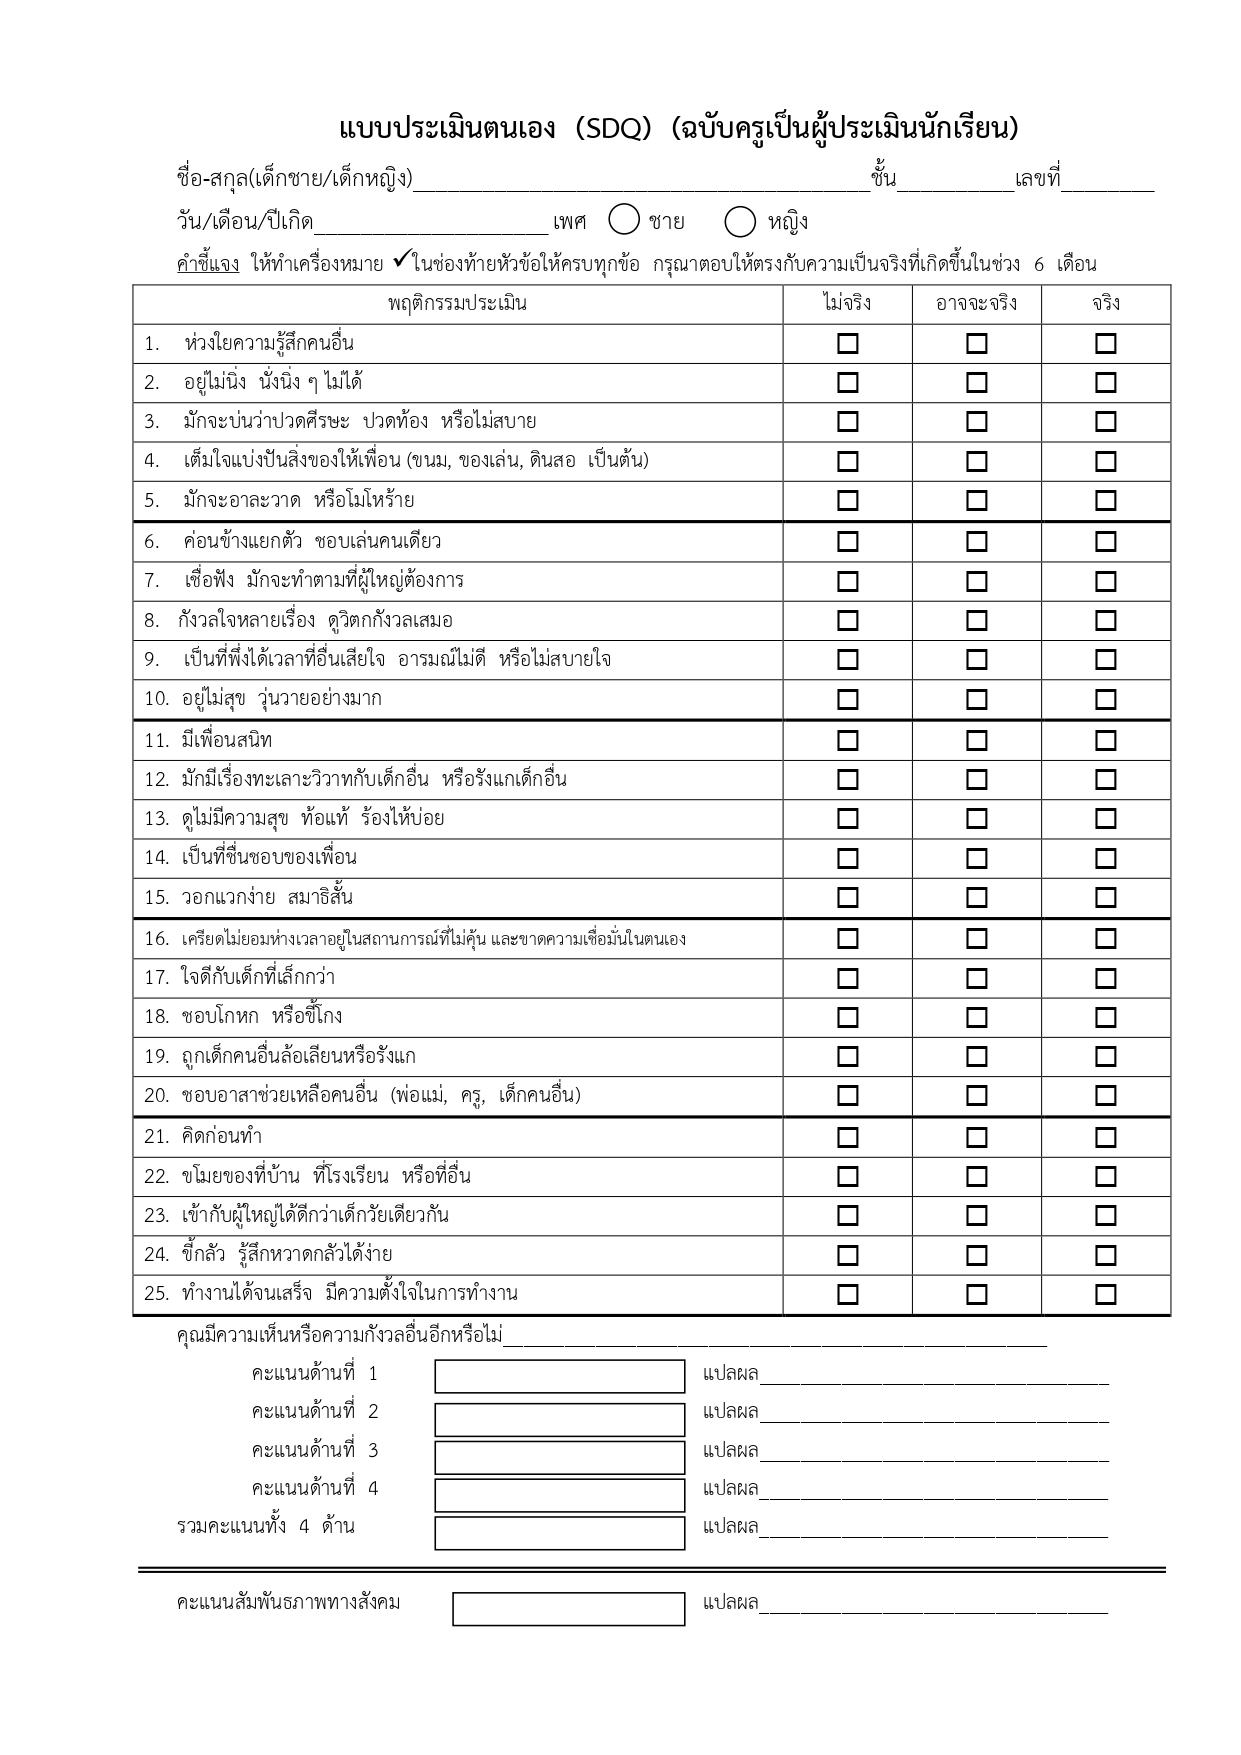 แบบประเมินตนเอง (SDQ) (ฉบับครูเป็นผู้ประเมินนักเรียน)
ชื่อ-สกุล(เด็กชาย/เด็กหญิง)_______________________________________ชั้น__________เลขที่________
วัน/เดือน/ปีเกิด____________________ เพศ ◯ ชาย ◯ หญิง
คำชี้แจง ให้ทำเครื่องหมาย ✓ในช่องท้ายหัวข้อให้ครบทุกข้อ กรุณาตอบให้ตรงกับความเป็นจริงที่เกิดขึ้นในช่วง 6 เดือน
พฤติกรรมประเมิน ไม่จริง อาจจะจริง จริง
1. ห่วงใยความรู้สึกคนอื่น ☐ ☐ ☐
2. อยู่ไม่นิ่ง นั่งนิ่ง ๆ ไม่ได้ ☐ ☐ ☐
3. มักจะบ่นว่าปวดศีรษะ ปวดท้อง หรือไม่สบาย ☐ ☐ ☐
4. เต็มใจแบ่งปันสิ่งของให้เพื่อน (ขนม, ของเล่น, ดินสอ เป็นต้น) ☐ ☐ ☐
5. มักจะอาละวาด หรือโมโหร้าย ☐ ☐ ☐
6. ค่อนข้างแยกตัว ชอบเล่นคนเดียว ☐ ☐ ☐
7. เชื่อฟัง มักจะทำตามที่ผู้ใหญ่ต้องการ ☐ ☐ ☐
8. กังวลใจหลายเรื่อง ดูวิตกกังวลเสมอ ☐ ☐ ☐
9. เป็นที่พึ่งได้เวลาที่อื่นเสียใจ อารมณ์ไม่ดี หรือไม่สบายใจ ☐ ☐ ☐
10. อยู่ไม่สุข วุ่นวายอย่างมาก ☐ ☐ ☐
11. มีเพื่อนสนิท ☐ ☐ ☐
12. มักมีเรื่องทะเลาะวิวาทกับเด็กอื่น หรือรังแกเด็กอื่น ☐ ☐ ☐
13. ดูไม่มีความสุข ท้อแท้ ร้องไห้บ่อย ☐ ☐ ☐
14. เป็นที่ชื่นชอบของเพื่อน ☐ ☐ ☐
15. วอกแวกง่าย สมาธิสั้น ☐ ☐ ☐
16. เครียดไม่ยอมห่างเวลาอยู่ในสถานการณ์ที่ไม่คุ้น และขาดความเชื่อมั่นในตนเอง ☐ ☐ ☐
17. ใจดีกับเด็กที่เล็กกว่า ☐ ☐ ☐
18. ชอบโกหก หรือขี้โกง ☐ ☐ ☐
19. ถูกเด็กคนอื่นล้อเลียนหรือรังแก ☐ ☐ ☐
20. ชอบอาสาช่วยเหลือคนอื่น (พ่อแม่, ครู, เด็กคนอื่น) ☐ ☐ ☐
21. คิดก่อนทำ ☐ ☐ ☐
22. ขโมยของที่บ้าน ที่โรงเรียน หรือที่อื่น ☐ ☐ ☐
23. เข้ากับผู้ใหญ่ได้ดีกว่าเด็กวัยเดียวกัน ☐ ☐ ☐
24. ขี้กลัว รู้สึกหวาดกลัวได้ง่าย ☐ ☐ ☐
25. ทำงานได้จนเสร็จ มีความตั้งใจในการทำงาน ☐ ☐ ☐
คุณมีความเห็นหรือความกังวลอื่นอีกหรือไม่____________________________________________________
คะแนนด้านที่ 1 แปลผล__________________________________
คะแนนด้านที่ 2 แปลผล__________________________________
คะแนนด้านที่ 3 แปลผล__________________________________
คะแนนด้านที่ 4 แปลผล__________________________________
รวมคะแนนทั้ง 4 ด้าน แปลผล__________________________________
คะแนนสัมพันธภาพทางสังคม แปลผล__________________________________